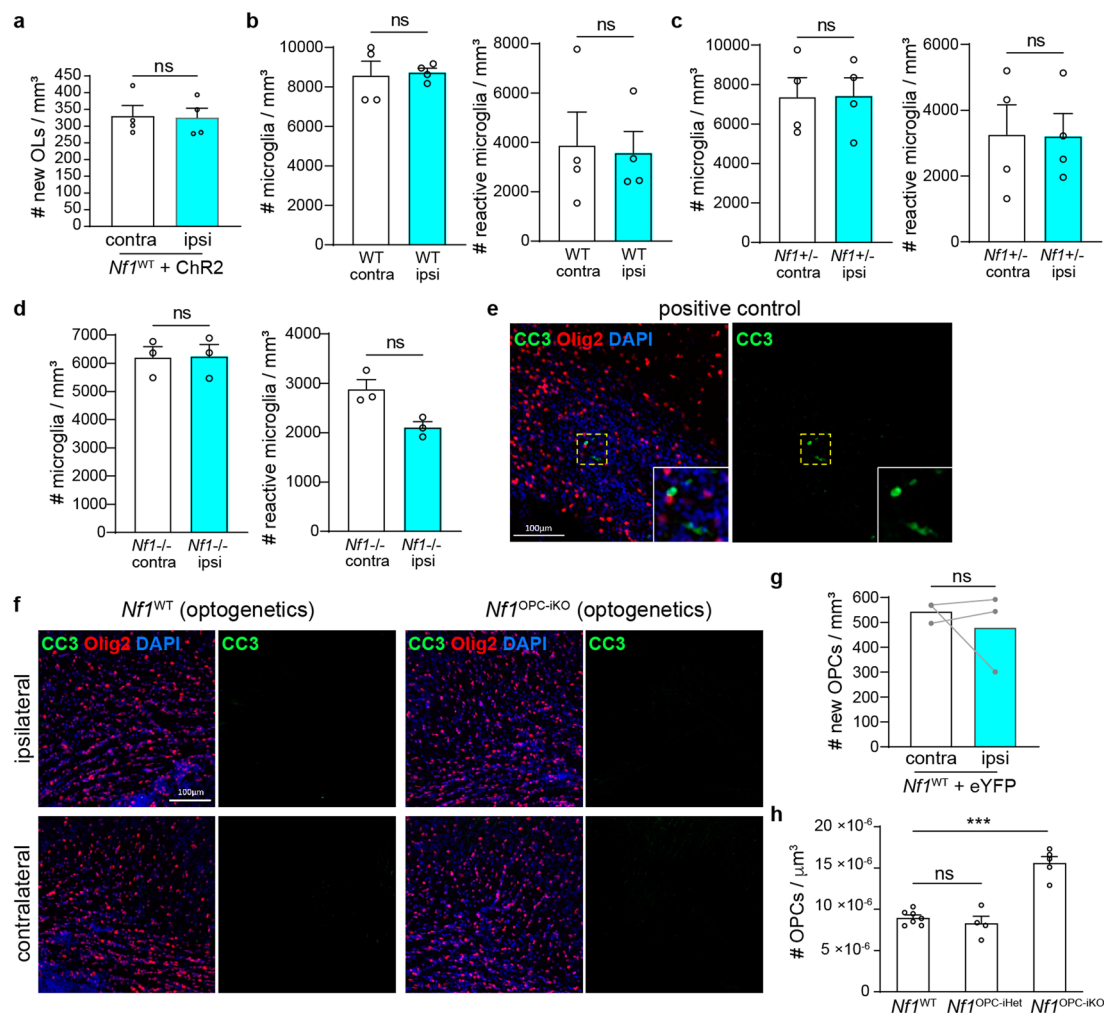 a
ns
# new OLs / mm³
450
400
350
300
250
200
150
100
50
0
contra ipsi
Nf1ᵂᵀ + ChR2
b
ns
# microglia / mm³
10000
8000
6000
4000
2000
0
WT contra
WT ipsi
ns
# reactive microglia / mm³
8000
6000
4000
2000
0
WT contra
WT ipsi
c
ns
# microglia / mm³
10000
8000
6000
4000
2000
0
Nf1+/- contra
Nf1+/- ipsi
ns
# reactive microglia / mm³
6000
4000
2000
0
Nf1+/- contra
Nf1+/- ipsi
d
ns
# microglia / mm³
7000
6000
5000
4000
3000
2000
1000
0
Nf1-/- contra
Nf1-/- ipsi
ns
# reactive microglia / mm³
4000
3000
2000
1000
0
Nf1-/- contra
Nf1-/- ipsi
e
positive control
CC3 Olig2 DAPI
CC3
100µm
f
Nf1ᵂᵀ (optogenetics)
Nf1ᴼᴾᶜ⁻ⁱᴷᴼ (optogenetics)
CC3 Olig2 DAPI
CC3
CC3 Olig2 DAPI
CC3
ipsilateral
100µm
contralateral
g
ns
# new OPCs / mm³
600
500
400
300
200
100
0
contra ipsi
Nf1ᵂᵀ + eYFP
h
***
ns
# OPCs / µm³
20 ×10⁻⁶
15 ×10⁻⁶
10 ×10⁻⁶
5 ×10⁻⁶
0
Nf1ᵂᵀ
Nf1ᴼᴾᶜ⁻ⁱᴴᵉᵗ
Nf1ᴼᴾᶜ⁻ⁱᴷᴼ